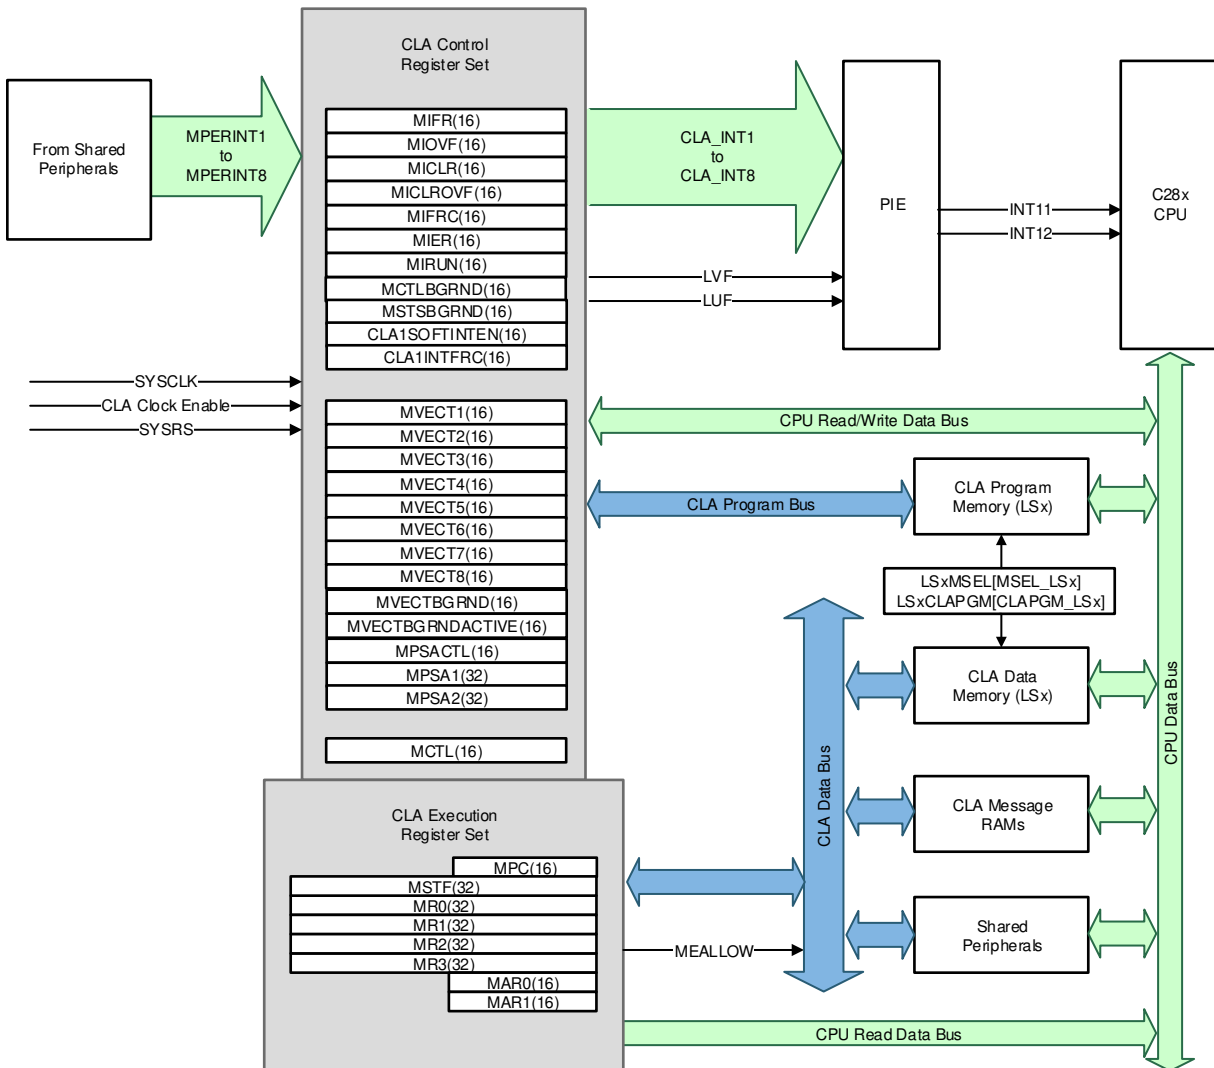 CLA Control
Register Set
From Shared
Peripherals
MPERINT1
to
MPERINT8
MIFR(16)
MIOVF(16)
MICLR(16)
MICLROVF(16)
MIFRC(16)
MIER(16)
MIRUN(16)
MCTLBGRND(16)
MSTSBGRND(16)
CLA1SOFTINTEN(16)
CLA1INTFRC(16)
CLA_INT1
to
CLA_INT8
LVF
LUF
PIE
INT11
INT12
C28x
CPU
SYSCLK
CLA Clock Enable
SYSRS
MVECT1(16)
MVECT2(16)
MVECT3(16)
MVECT4(16)
MVECT5(16)
MVECT6(16)
MVECT7(16)
MVECT8(16)
MVECTBGRND(16)
MVECTBGRNDACTIVE(16)
MPSACTL(16)
MPSA1(32)
MPSA2(32)
MCTL(16)
CPU Read/Write Data Bus
CLA Program Bus
CLA Program
Memory (LSx)
LSxMSEL[MSEL_LSx]
LSxCLAPGM[CLAPGM_LSx]
CLA Data
Memory (LSx)
CLA Message
RAMs
Shared
Peripherals
CLA Data Bus
CPU Data Bus
CLA Execution
Register Set
MPC(16)
MSTF(32)
MR0(32)
MR1(32)
MR2(32)
MR3(32)
MAR0(16)
MAR1(16)
MEALLOW
CPU Read Data Bus